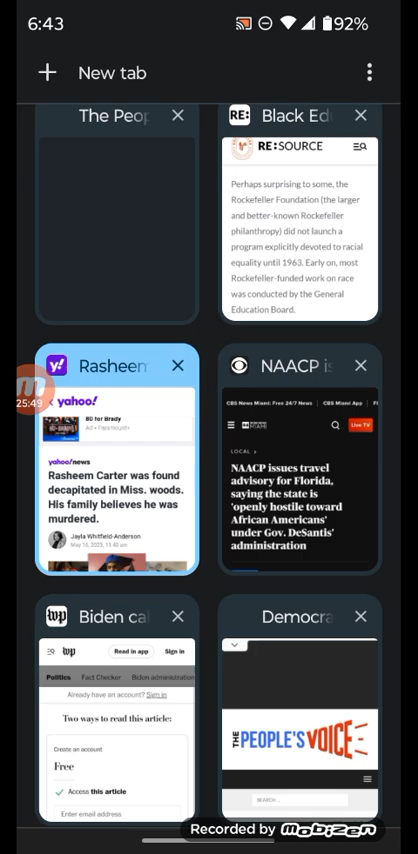 6:43
92%
+ New tab
The Peop
RE: Black Ed
RE:SOURCE
Perhaps surprising to some, the
Rockefeller Foundation (the larger
and better-known Rockefeller
philanthropy) did not launch a
program explicitly devoted to racial
equality until 1963. Early on, most
Rockefeller-funded work on race
was conducted by the General
Education Board.
y! Rasheem
25:49
yahoo!
80 for Brady
Ad • Paramount+
yahoo!news
Rasheem Carter was found
decapitated in Miss. woods.
His family believes he was
murdered.
Jayla Whitfield-Anderson
May 16, 2023, 11:40 am
NAACP is
CBS News Miami: Free 24/7 News
CBS Miami App
MIAMI
Live TV
LOCAL >
NAACP issues travel
advisory for Florida,
saying the state is
'openly hostile toward
African Americans'
under Gov. DeSantis'
administration
wp Biden cal
wp
Read in app
Sign in
Politics Fact Checker Biden administration
Already have an account? Sign in
Two ways to read this article:
Create an account
Free
Access this article
Enter email address
Democra
THE PEOPLE'S VOICE
SEARCH...
Recorded by mobizen